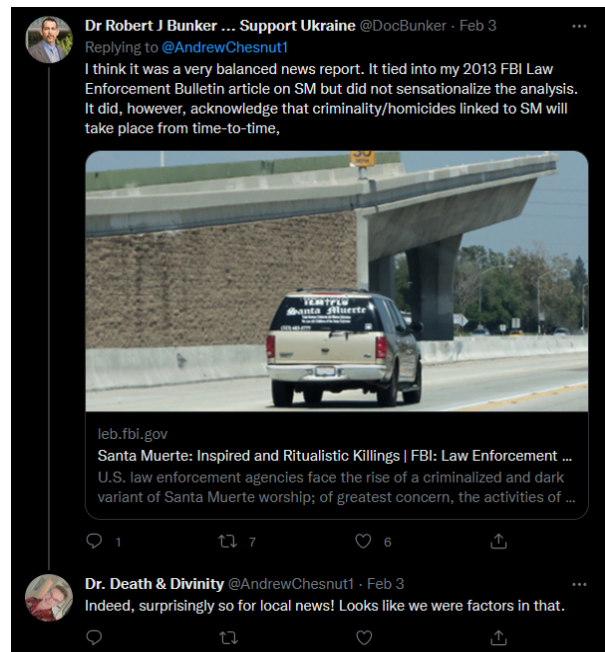 Dr Robert J Bunker ... Support Ukraine @DocBunker · Feb 3
Replying to @AndrewChesnut1
I think it was a very balanced news report. It tied into my 2013 FBI Law
Enforcement Bulletin article on SM but did not sensationalize the analysis.
It did, however, acknowledge that criminality/homicides linked to SM will
take place from time-to-time,
Santa Muerte
leb.fbi.gov
Santa Muerte: Inspired and Ritualistic Killings | FBI: Law Enforcement ...
U.S. law enforcement agencies face the rise of a criminalized and dark
variant of Santa Muerte worship; of greatest concern, the activities of ...
1 7 6
Dr. Death & Divinity @AndrewChesnut1 · Feb 3
Indeed, surprisingly so for local news! Looks like we were factors in that.